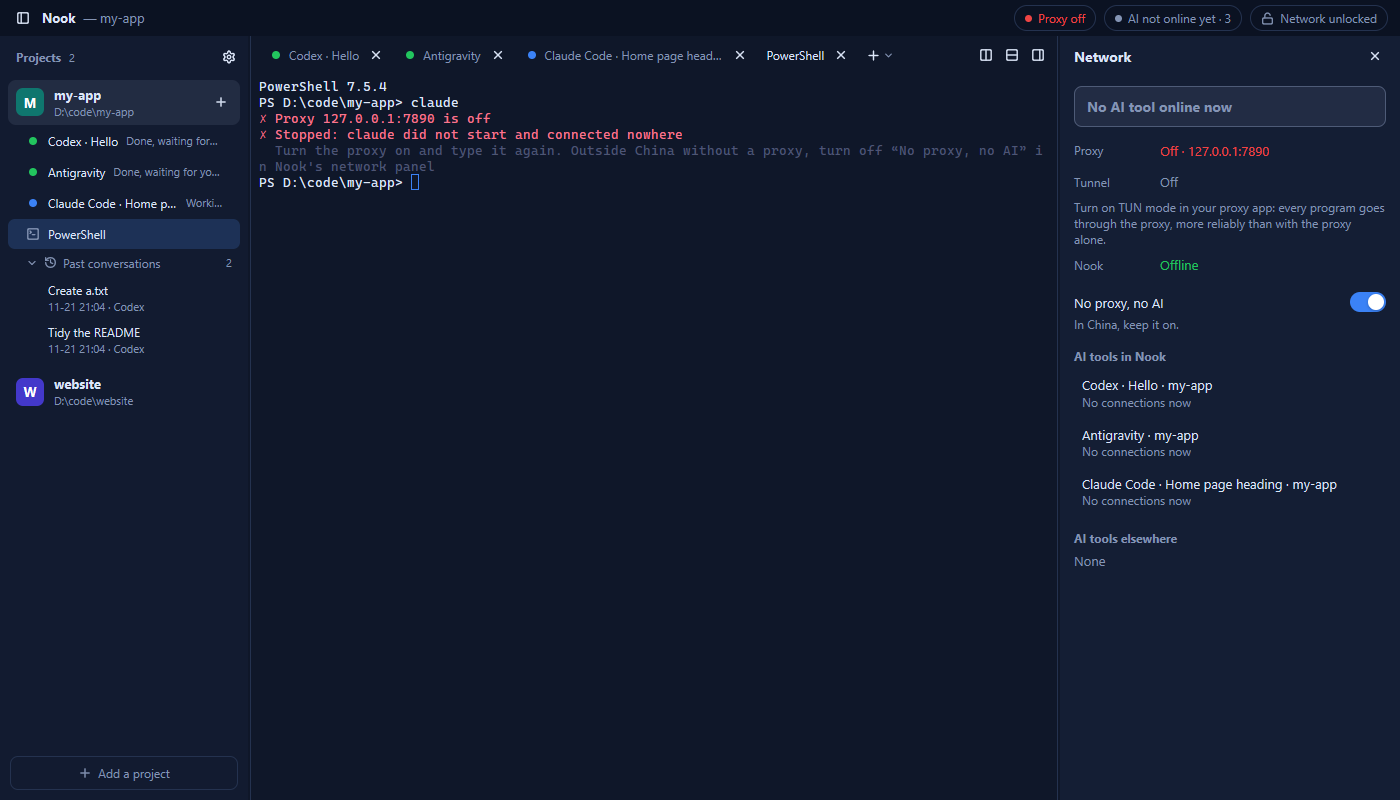 Nook — my-app
Proxy off
AI not online yet · 3
Network unlocked
Projects 2
M
my-app
D:\code\my-app
Codex · Hello Done, waiting for...
Antigravity Done, waiting for yo...
Claude Code · Home p... Worki...
PowerShell
Past conversations 2
Create a.txt
11-21 21:04 · Codex
Tidy the README
11-21 21:04 · Codex
W
website
D:\code\website
Add a project
Codex · Hello
Antigravity
Claude Code · Home page head...
PowerShell
PowerShell 7.5.4
PS D:\code\my-app> claude
✗ Proxy 127.0.0.1:7890 is off
✗ Stopped: claude did not start and connected nowhere
Turn the proxy on and type it again. Outside China without a proxy, turn off “No proxy, no AI” i
n Nook's network panel
PS D:\code\my-app>
Network
No AI tool online now
Proxy Off · 127.0.0.1:7890
Tunnel Off
Turn on TUN mode in your proxy app: every program goes
through the proxy, more reliably than with the proxy
alone.
Nook Offline
No proxy, no AI
In China, keep it on.
AI tools in Nook
Codex · Hello · my-app
No connections now
Antigravity · my-app
No connections now
Claude Code · Home page heading · my-app
No connections now
AI tools elsewhere
None